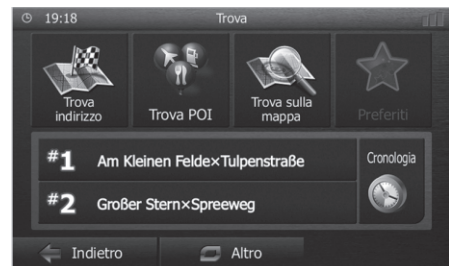 19:18
Trova
Trova
indirizzo
Trova POI
Trova sulla
mappa
Preferiti
#1 Am Kleinen Felde×Tulpenstraße
Cronologia
#2 Großer Stern×Spreeweg
Indietro
Altro